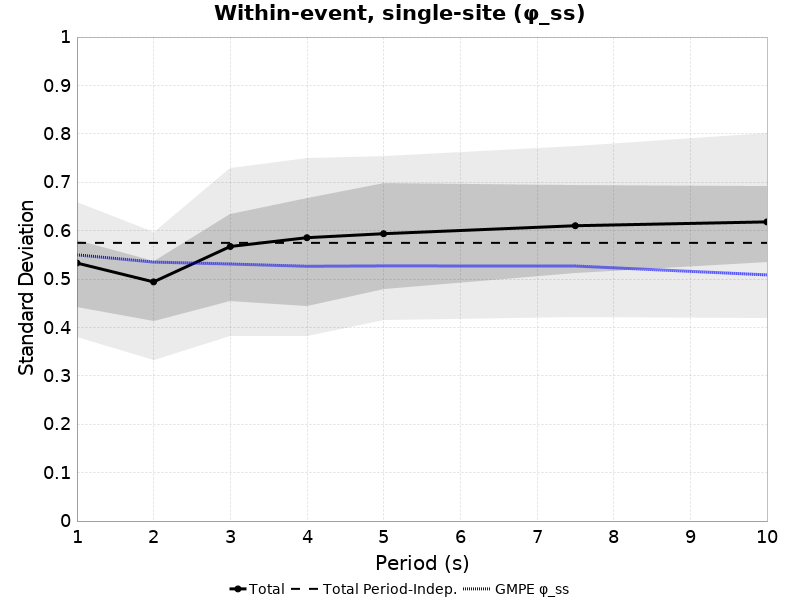 Within-event, single-site (φ_ss)
1
0.9
0.8
0.7
0.6
0.5
0.4
0.3
0.2
0.1
0
Standard Deviation
1 2 3 4 5 6 7 8 9 10
Period (s)
Total Total Period-Indep. GMPE φ_ss